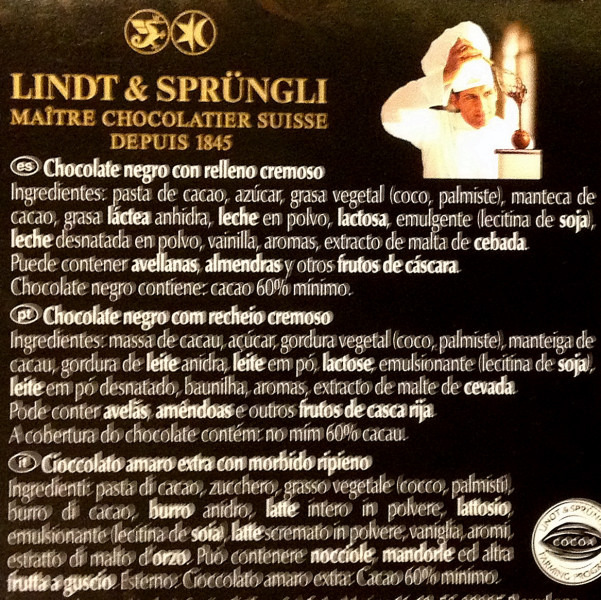 LINDT & SPRÜNGLI
MAÎTRE CHOCOLATIER SUISSE
DEPUIS 1845
es Chocolate negro con relleno cremoso
Ingredientes: pasta de cacao, azúcar, grasa vegetal (coco, palmiste), manteca de
cacao, grasa láctea anhidra, leche en polvo, lactosa, emulgente (lecitina de soja),
leche desnatada en polvo, vainilla, aromas, extracto de malta de cebada.
Puede contener avellanas, almendras y otros frutos de cáscara.
Chocolate negro contiene: cacao 60% mínimo.
pt Chocolate negro com recheio cremoso
Ingredientes: massa de cacau, açúcar, gordura vegetal (coco, palmiste), manteiga de
cacau, gordura de leite anidra, leite em pó, lactose, emulsionante (lecitina de soja),
leite em pó desnatado, baunilha, aromas, extracto de malte de cevada.
Pode conter avelãs, amêndoas e outros frutos de casca rija.
A cobertura do chocolate contém: no mím 60% cacau.
it Cioccolato amaro extra con morbido ripieno
Ingredienti: pasta di cacao, zucchero, grasso vegetale (cocco, palmisti),
burro di cacao, burro anidro, latte intero in polvere, lattosio,
emulsionante (lecitina de soia), latte scremato in polvere, vaniglia, aromi,
estratto di malto d'orzo. Puó contenere nocciole, mandorle ed altra
frutta a guscio. Esterno: Cioccolato amaro extra: Cacao 60% minimo.
LINDT & SPRÜNGLI
COCOA
FARMING PROGRAM